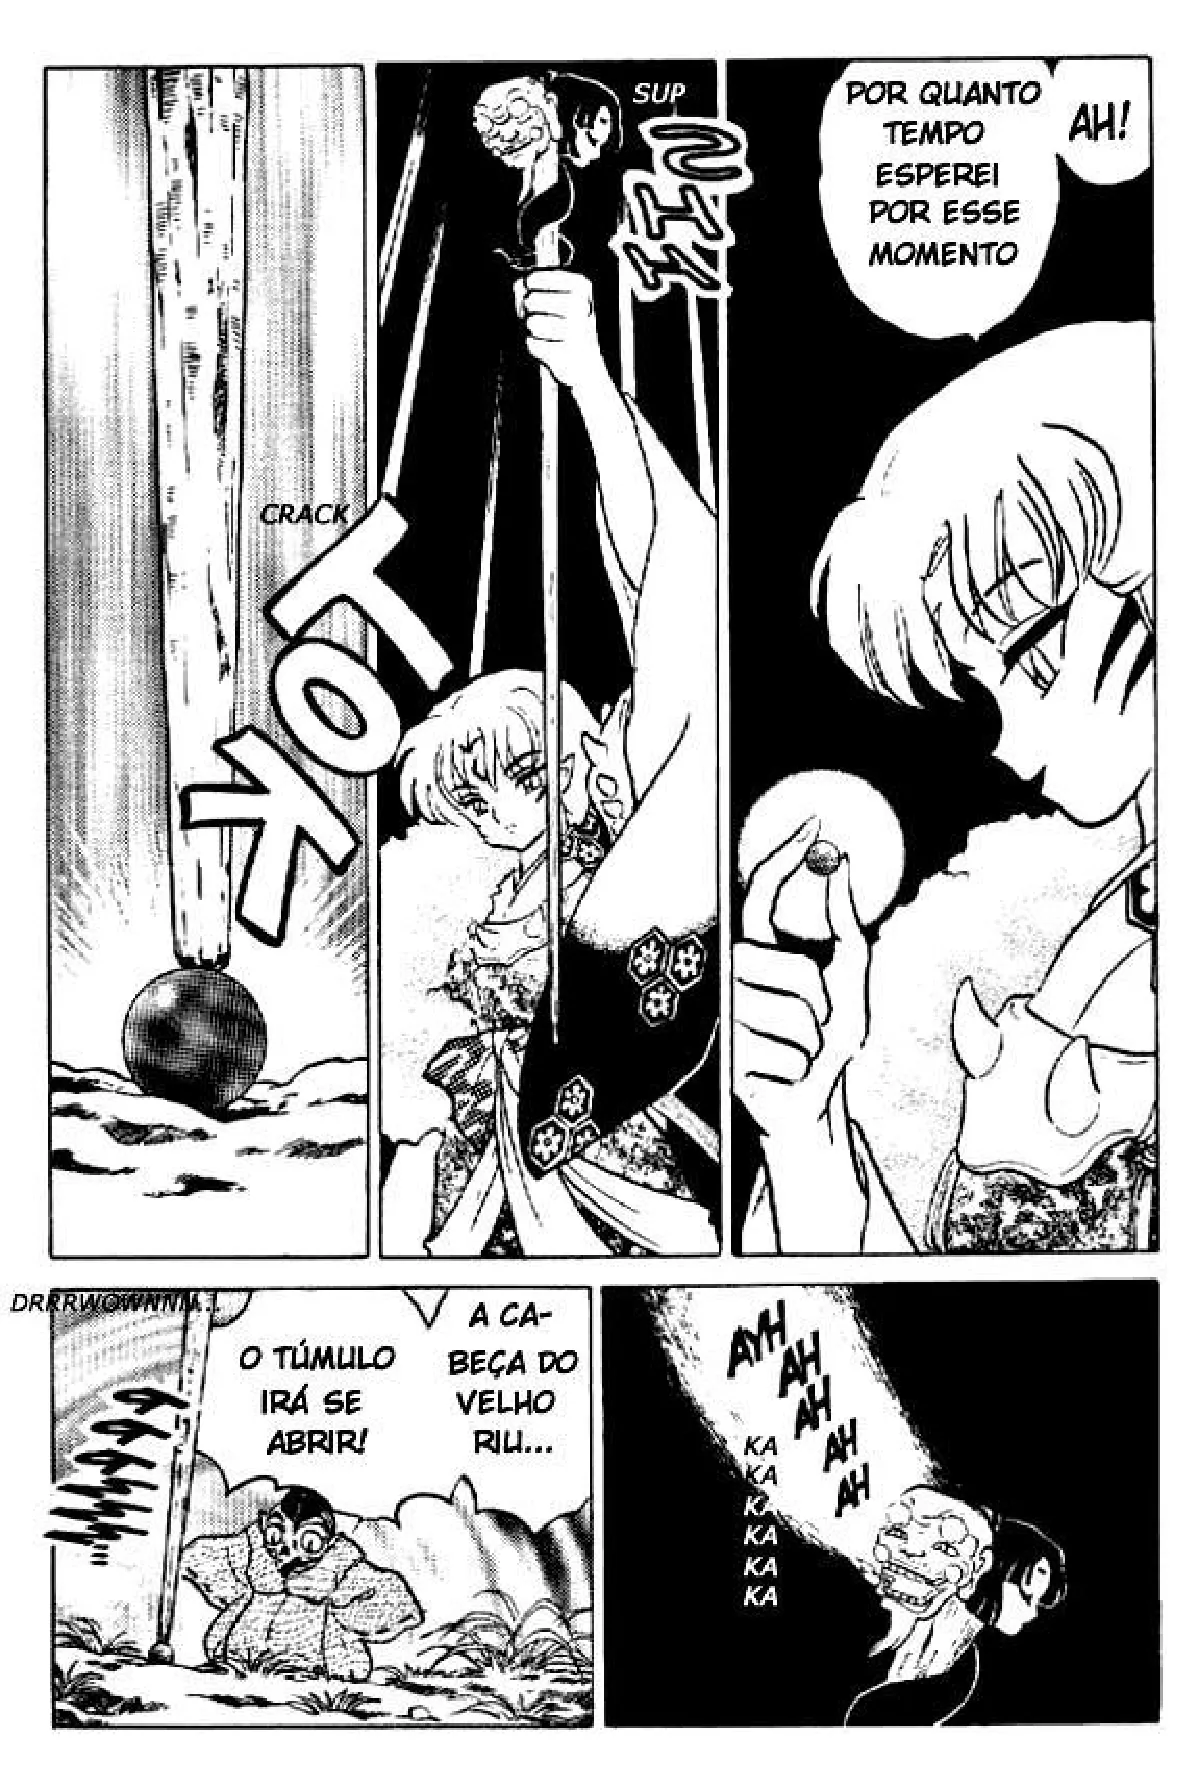 AH!
POR QUANTO
TEMPO
ESPEREI
POR ESSE
MOMENTO
SUP
CRACK
TOK
AYH
AH
AH
AH
AH
KA
KA
KA
KA
KA
KA
A CA-
BEÇA DO
VELHO
RIU...
O TÚMULO
IRÁ SE
ABRIR!
DRRRWOWNNN...